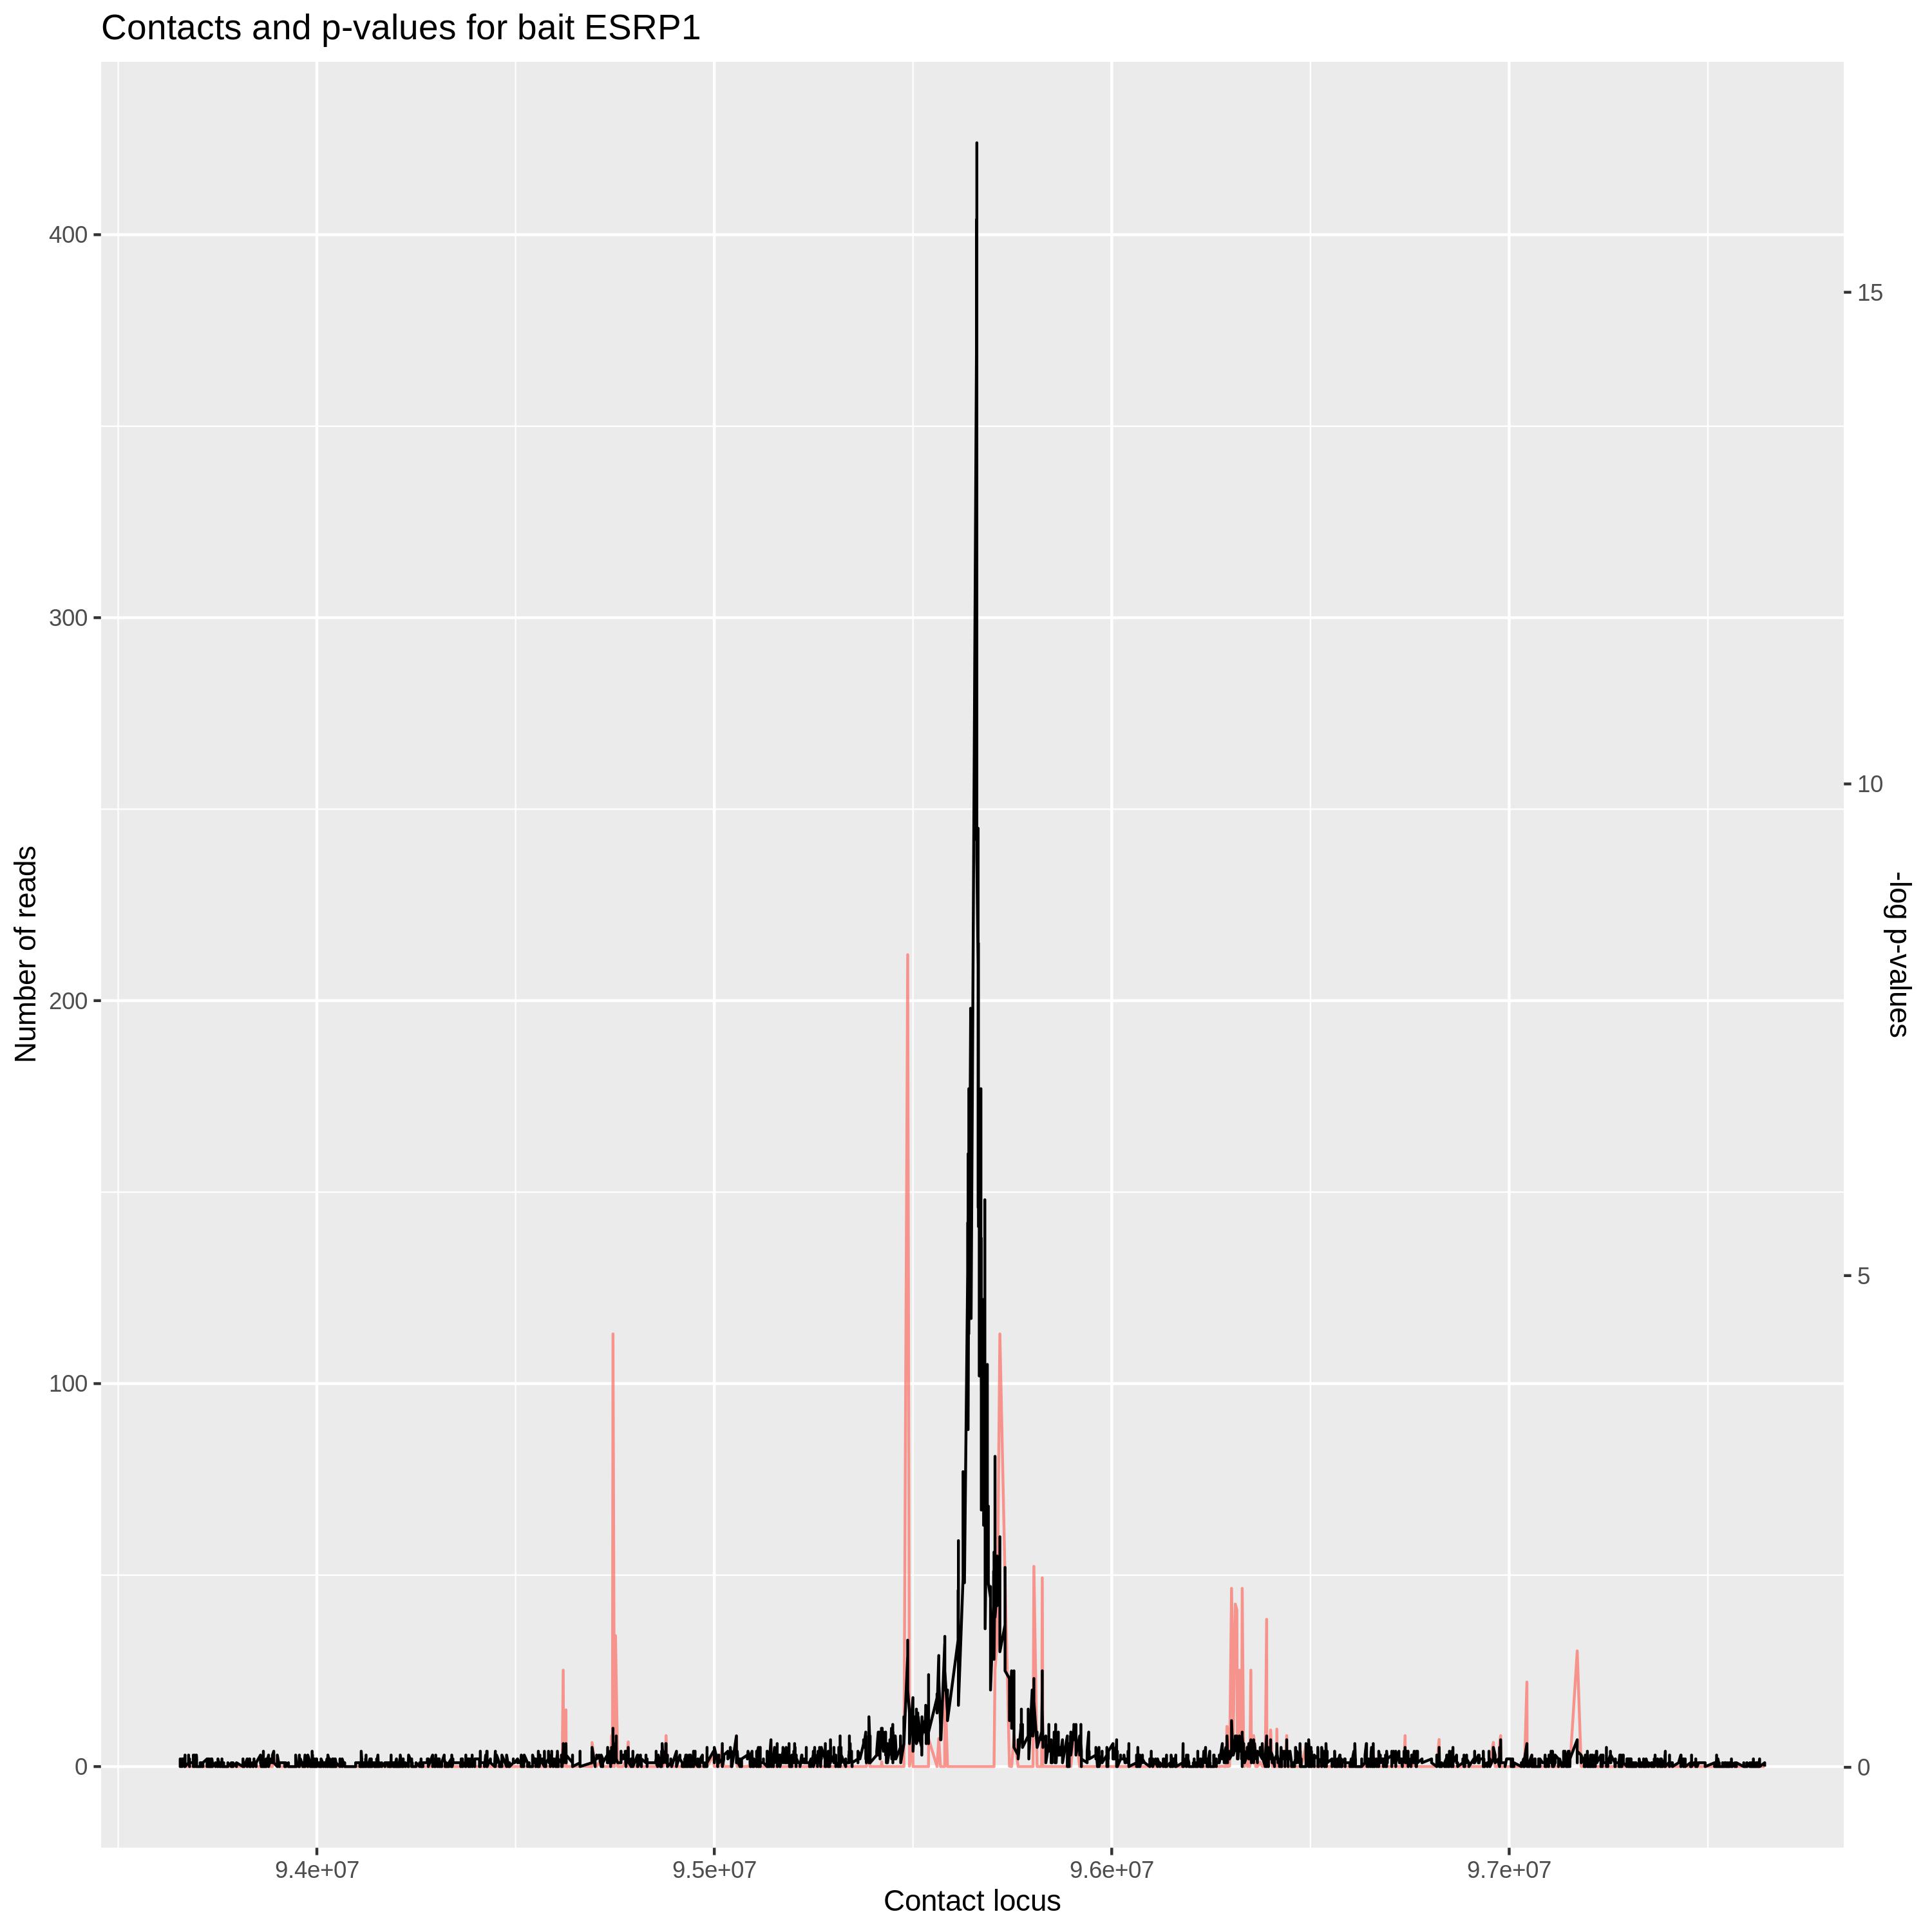 Contacts and p-values for bait ESRP1
400
300
200
100
0
Number of reads
15
10
5
0
-log p-values
9.4e+07
9.5e+07
9.6e+07
9.7e+07
Contact locus